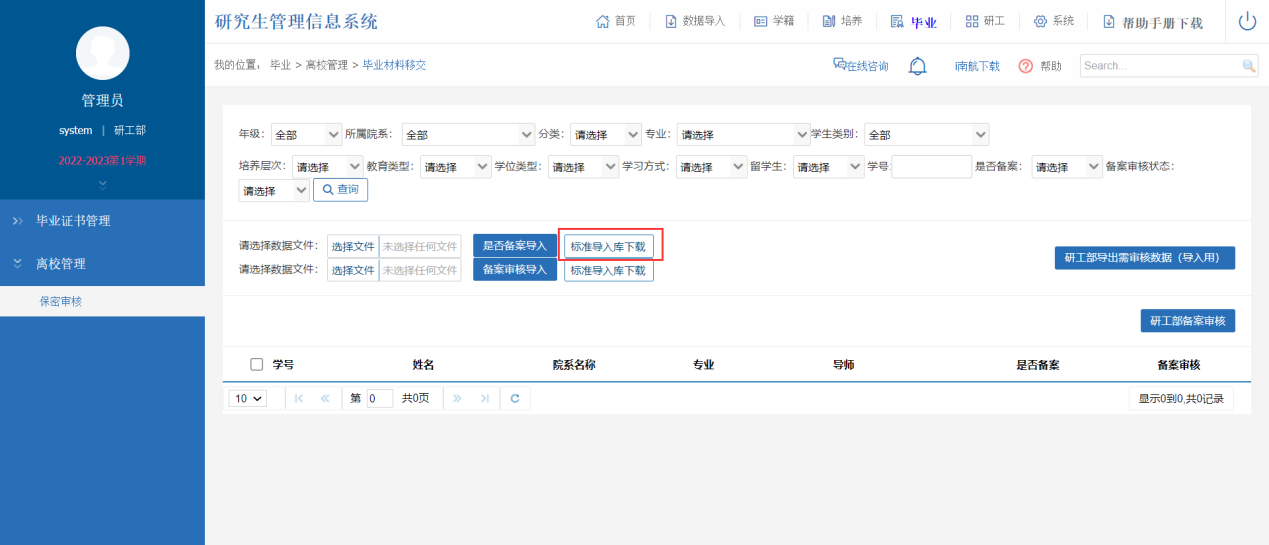 研究生管理信息系统
首页 数据导入 学籍 培养 毕业 研工 系统 帮助手册下载
管理员
system | 研工部
2022-2023第1学期
毕业证书管理
离校管理
保密审核
我的位置： 毕业 > 离校管理 > 毕业材料移交
在线咨询 i南航下载 帮助 Search...
年级: 全部 所属院系: 全部 分类: 请选择 专业: 请选择 学生类别: 全部
培养层次: 请选择 教育类型: 请选择 学位类型: 请选择 学习方式: 请选择 留学生: 请选择 学号: 是否备案: 请选择 备案审核状态:
请选择 查询
请选择数据文件: 选择文件 未选择任何文件 是否备案导入 标准导入库下载
请选择数据文件: 选择文件 未选择任何文件 备案审核导入 标准导入库下载
研工部导出需审核数据（导入用）
研工部备案审核
学号 姓名 院系名称 专业 导师 是否备案 备案审核
10 第 0 共0页 显示0到0,共0记录